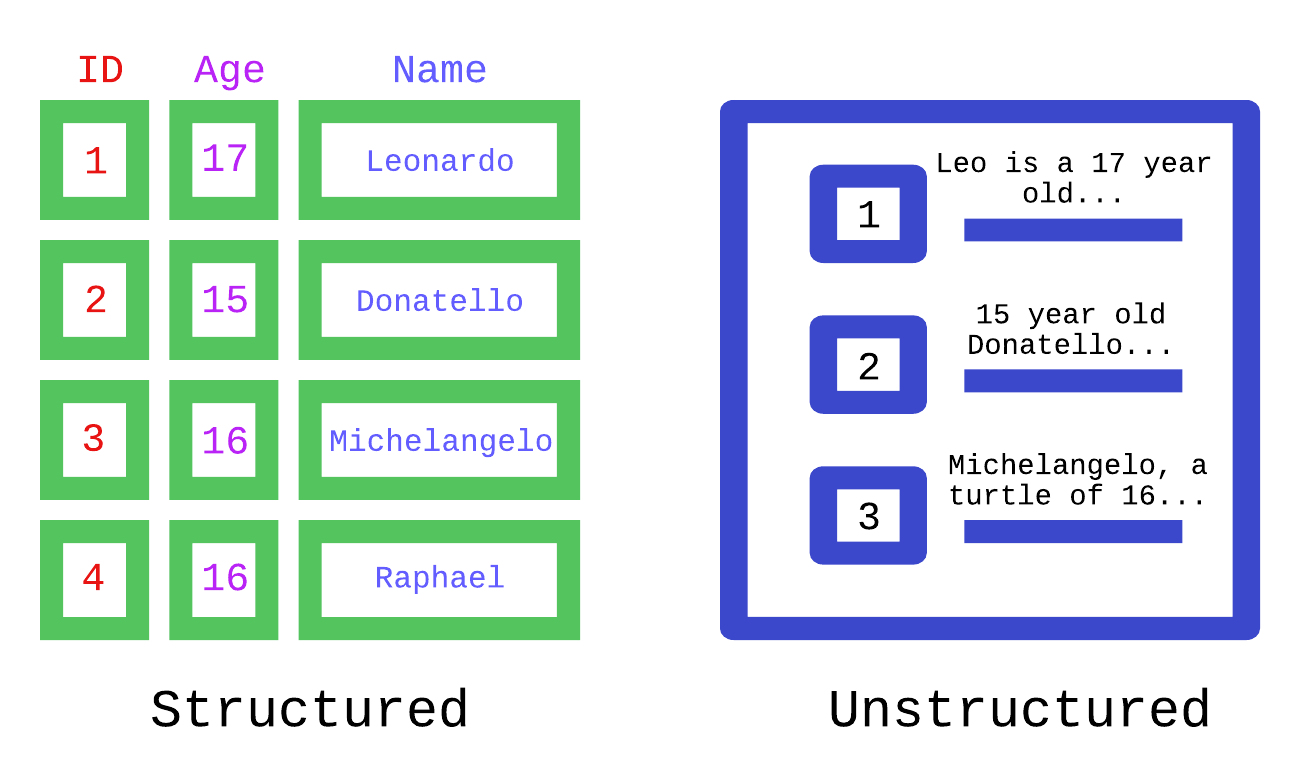 ID Age Name
1 17 Leonardo
2 15 Donatello
3 16 Michelangelo
4 16 Raphael
Structured
1 Leo is a 17 year
old...
2 15 year old
Donatello...
3 Michelangelo, a
turtle of 16...
Unstructured